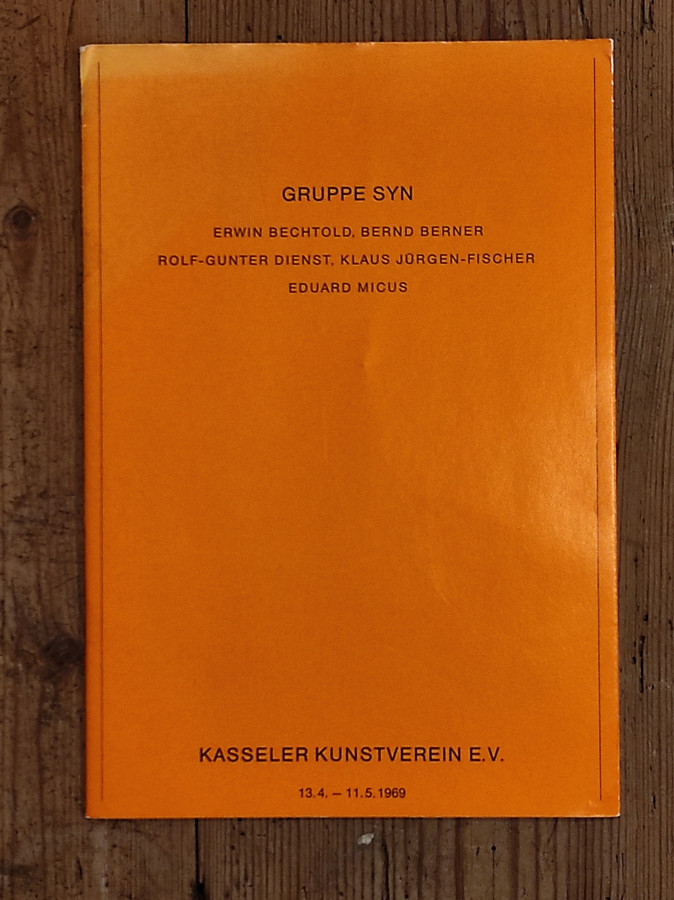 GRUPPE SYN
ERWIN BECHTOLD, BERND BERNER
ROLF-GUNTER DIENST, KLAUS JÜRGEN-FISCHER
EDUARD MICUS
KASSELER KUNSTVEREIN E.V.
13.4. – 11.5.1969